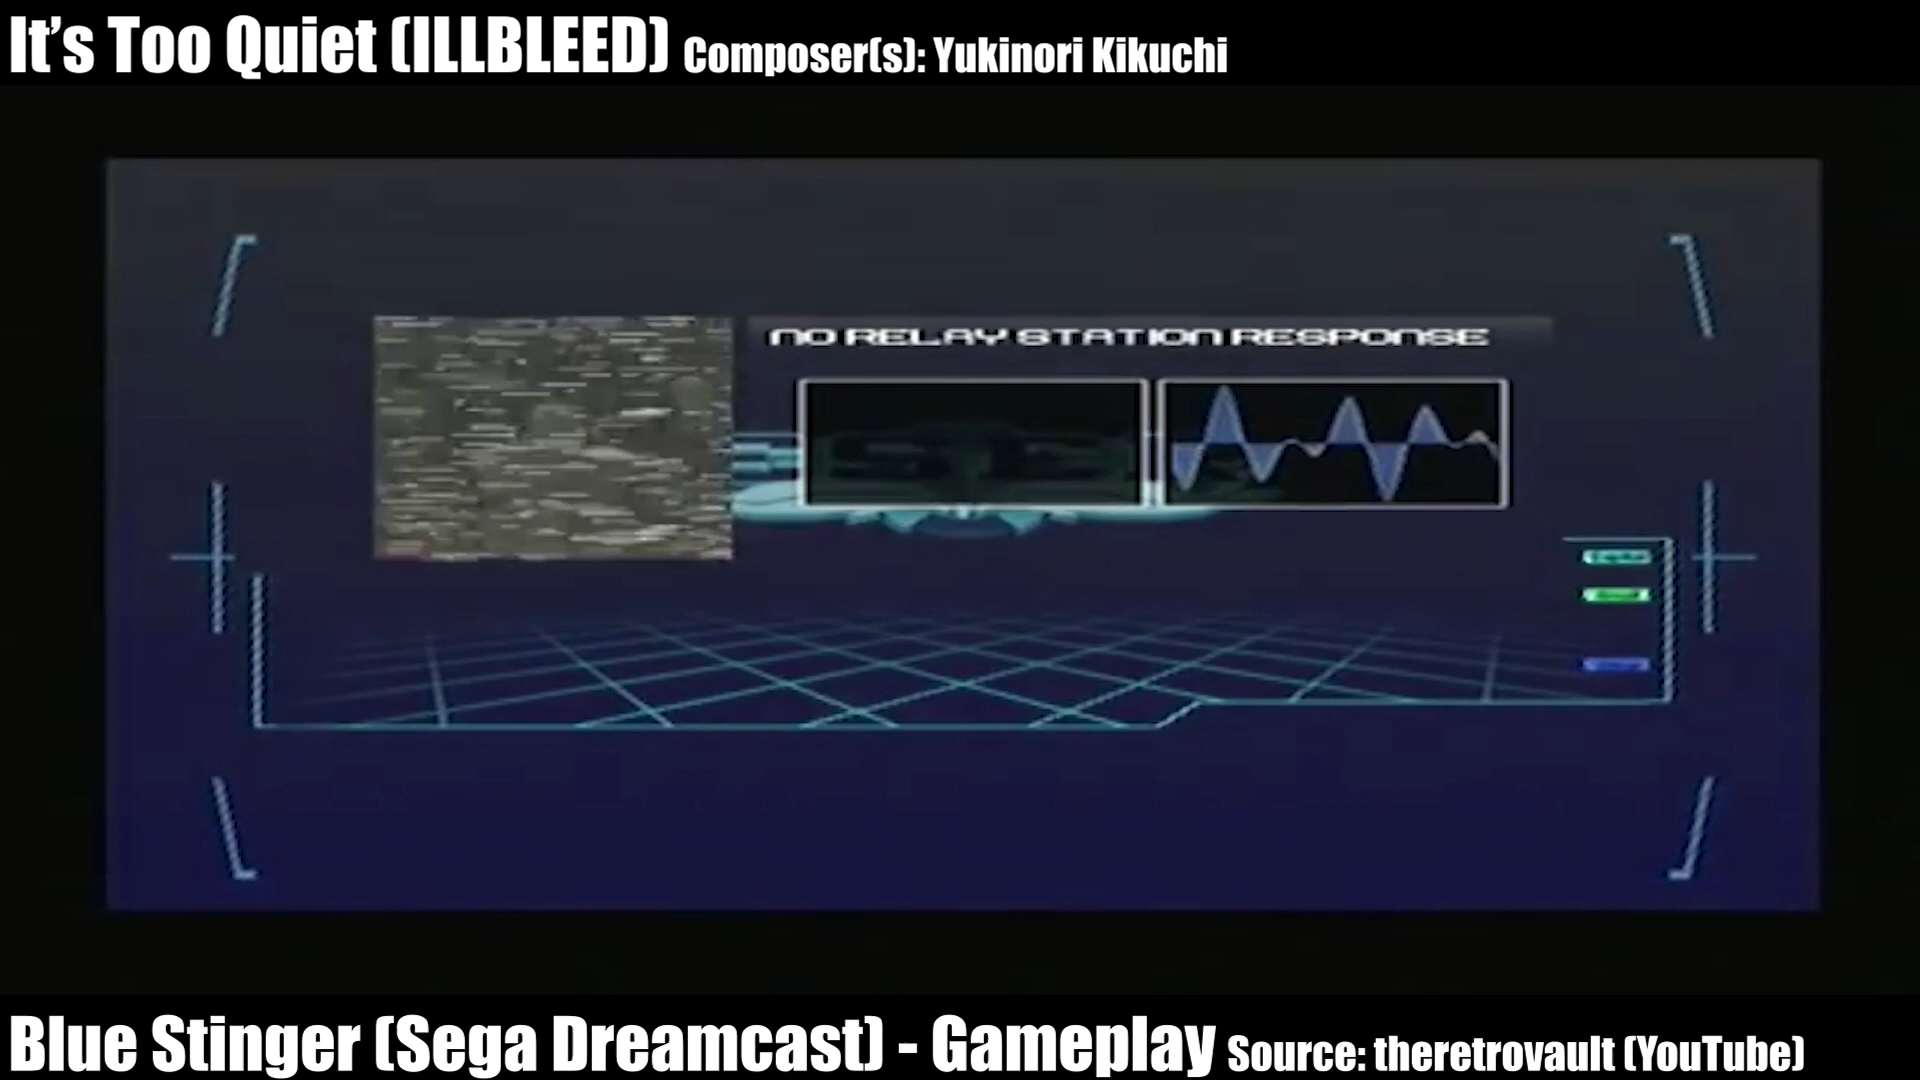 It's Too Quiet (ILLBLEED) Composer(s): Yukinori Kikuchi
NO RELAY STATION RESPONSE
Blue Stinger (Sega Dreamcast) - Gameplay Source: theretrovault (YouTube)